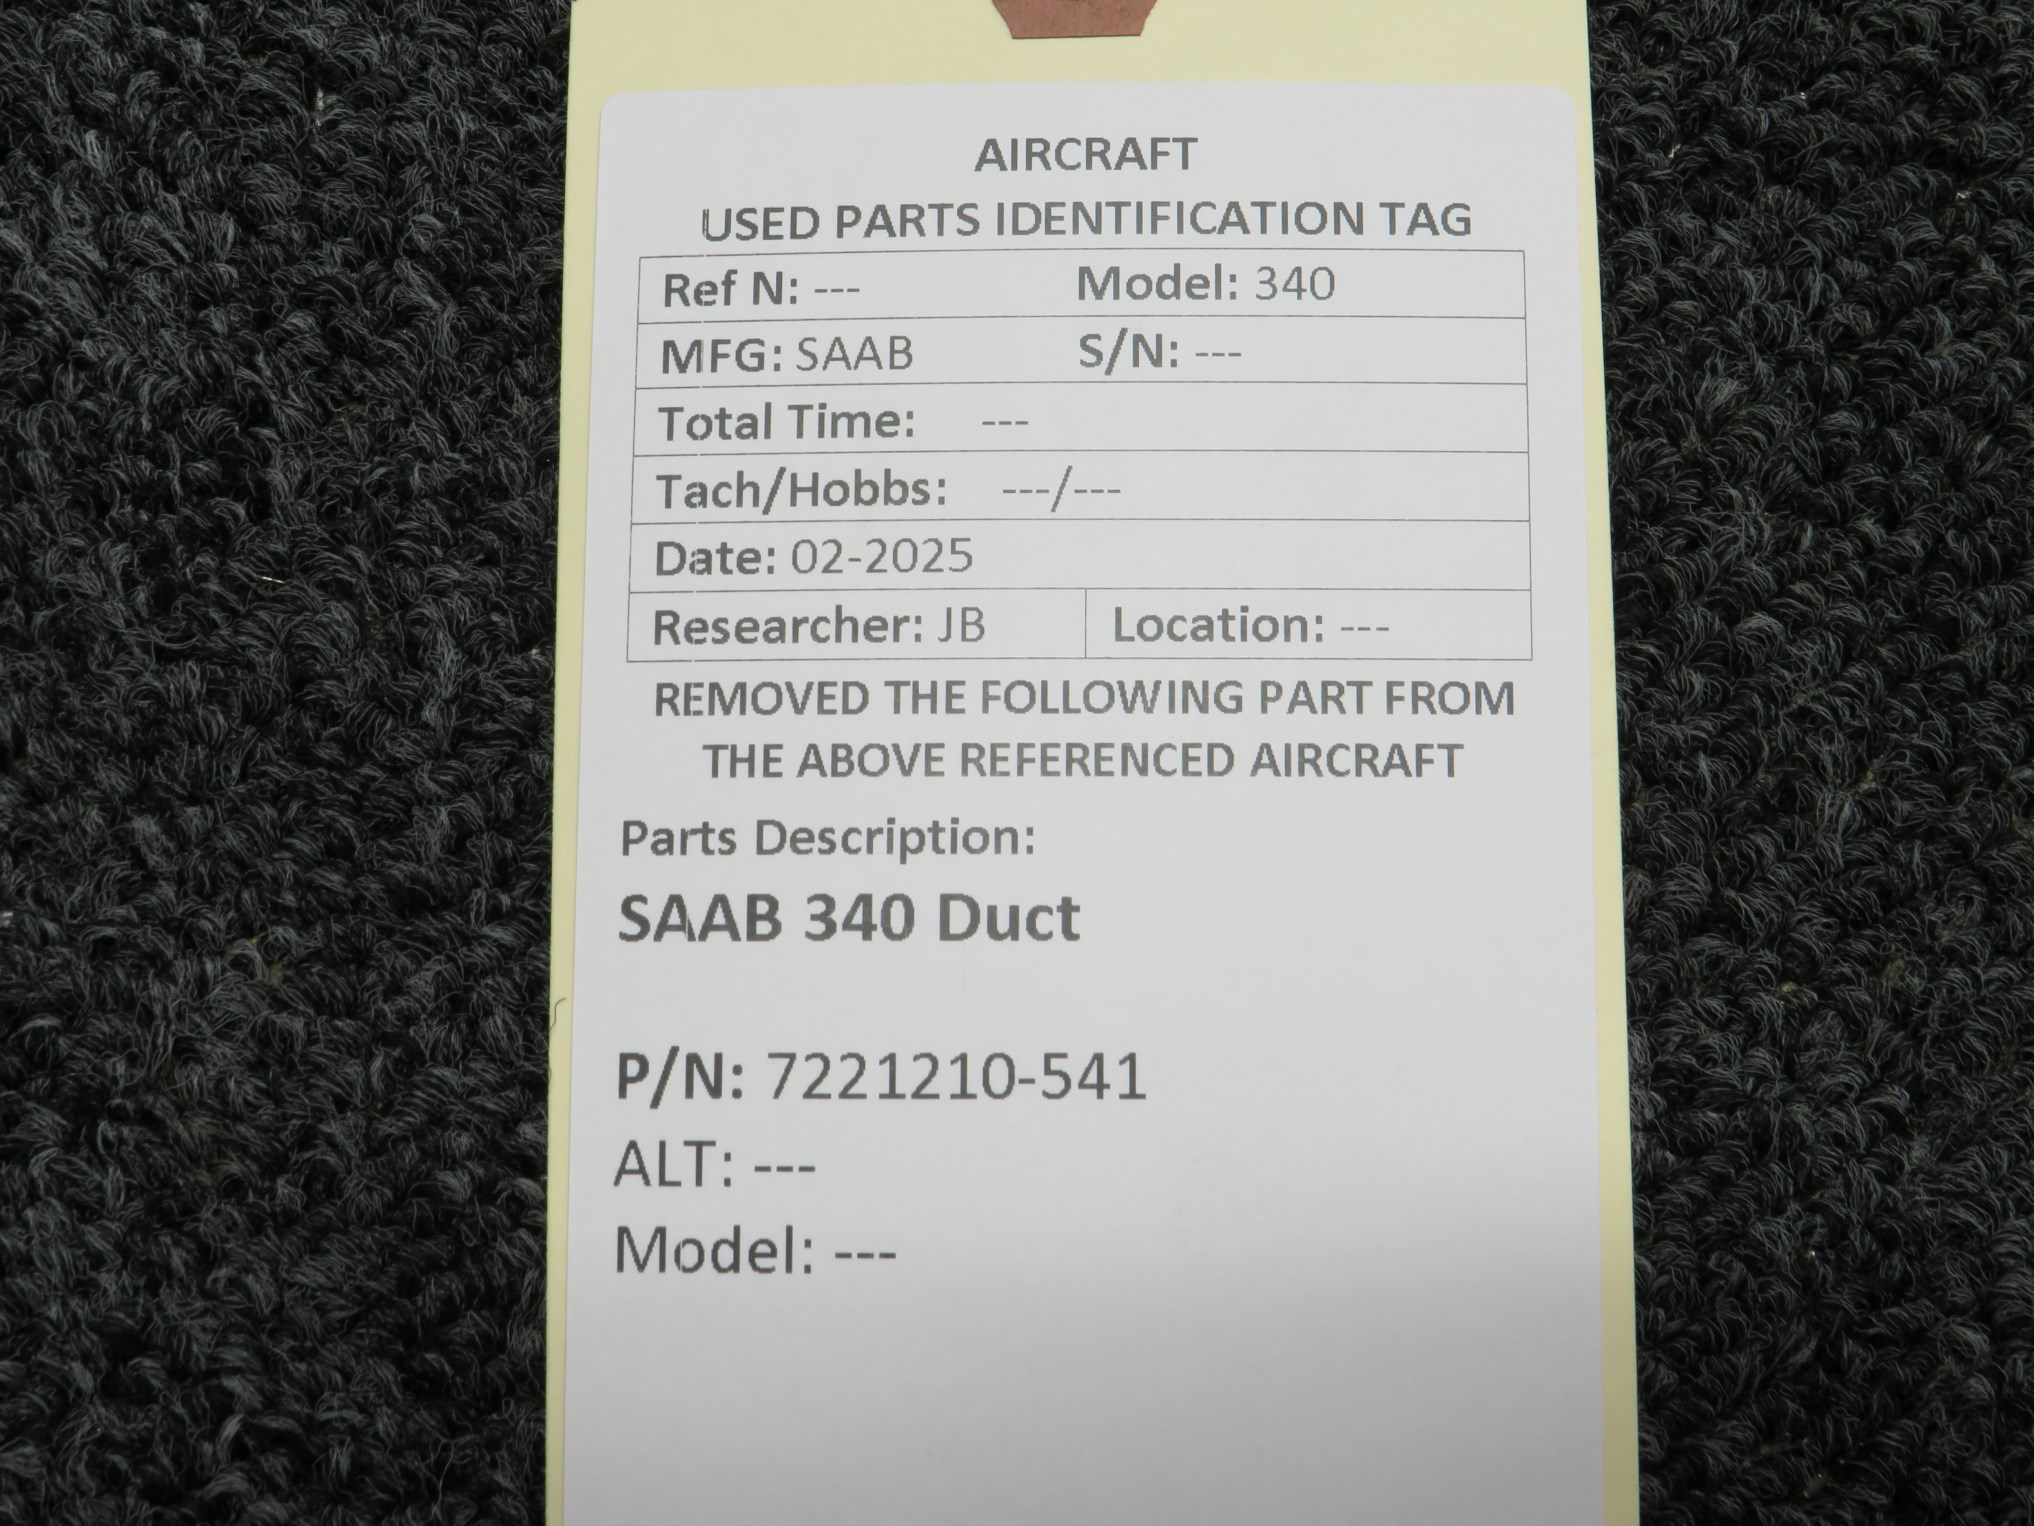 AIRCRAFT
USED PARTS IDENTIFICATION TAG
Ref N: --- Model: 340
MFG: SAAB S/N: ---
Total Time: ---
Tach/Hobbs: ---/---
Date: 02-2025
Researcher: JB Location: ---
REMOVED THE FOLLOWING PART FROM
THE ABOVE REFERENCED AIRCRAFT
Parts Description:
SAAB 340 Duct
P/N: 7221210-541
ALT: ---
Model: ---